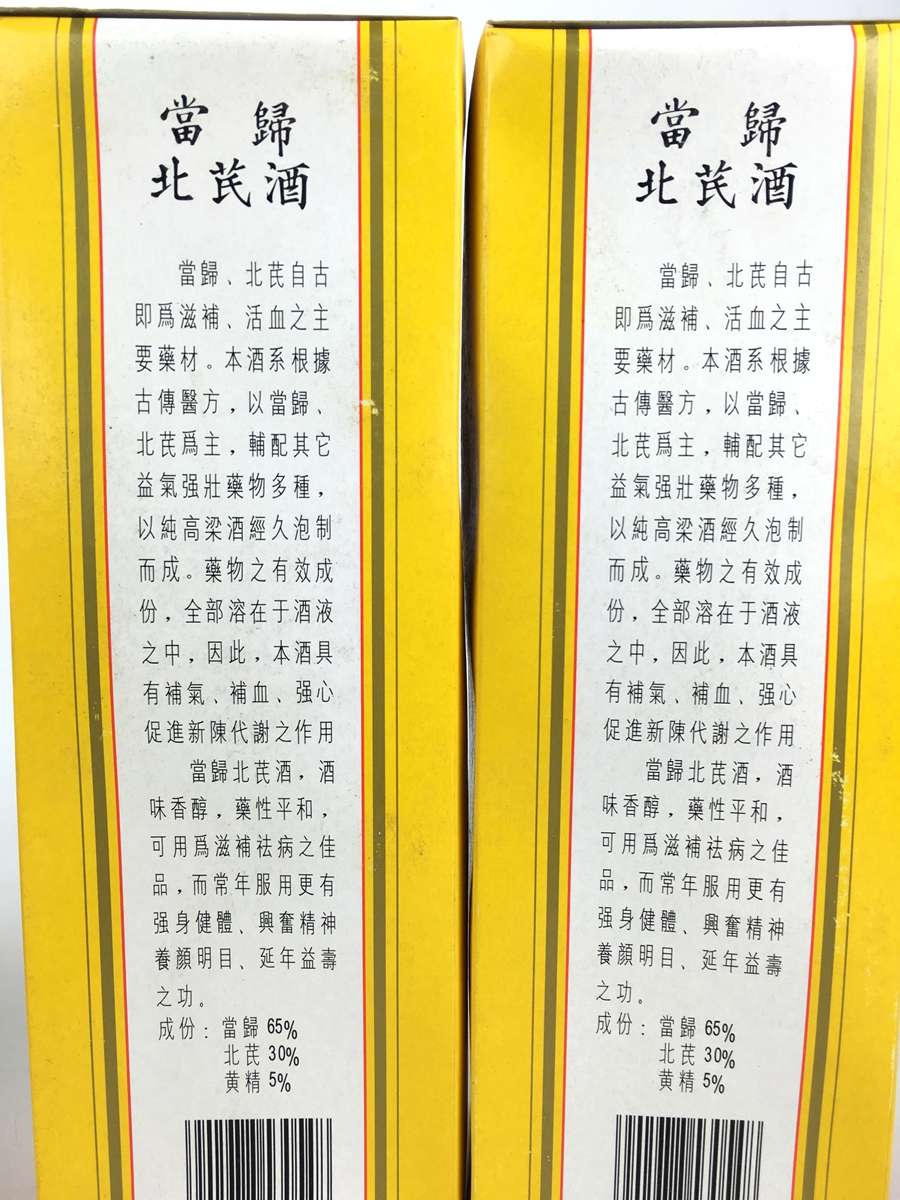 當歸
北芪酒
當歸、北芪自古
即爲滋補、活血之主
要藥材。本酒系根據
古傳醫方，以當歸、
北芪爲主，輔配其它
益氣强壯藥物多種，
以純高梁酒經久泡制
而成。藥物之有效成
份，全部溶在于酒液
之中，因此，本酒具
有補氣、補血、强心
促進新陳代謝之作用
當歸北芪酒，酒
味香醇，藥性平和，
可用爲滋補祛病之佳
品，而常年服用更有
强身健體、興奮精神
養顏明目、延年益壽
之功。
成份：當歸 65%
北芪 30%
黄精 5%
當歸
北芪酒
當歸、北芪自古
即爲滋補、活血之主
要藥材。本酒系根據
古傳醫方，以當歸、
北芪爲主，輔配其它
益氣强壯藥物多種，
以純高梁酒經久泡制
而成。藥物之有效成
份，全部溶在于酒液
之中，因此，本酒具
有補氣、補血、强心
促進新陳代謝之作用
當歸北芪酒，酒
味香醇，藥性平和，
可用爲滋補祛病之佳
品，而常年服用更有
强身健體、興奮精神
養顏明目、延年益壽
之功。
成份：當歸 65%
北芪 30%
黄精 5%